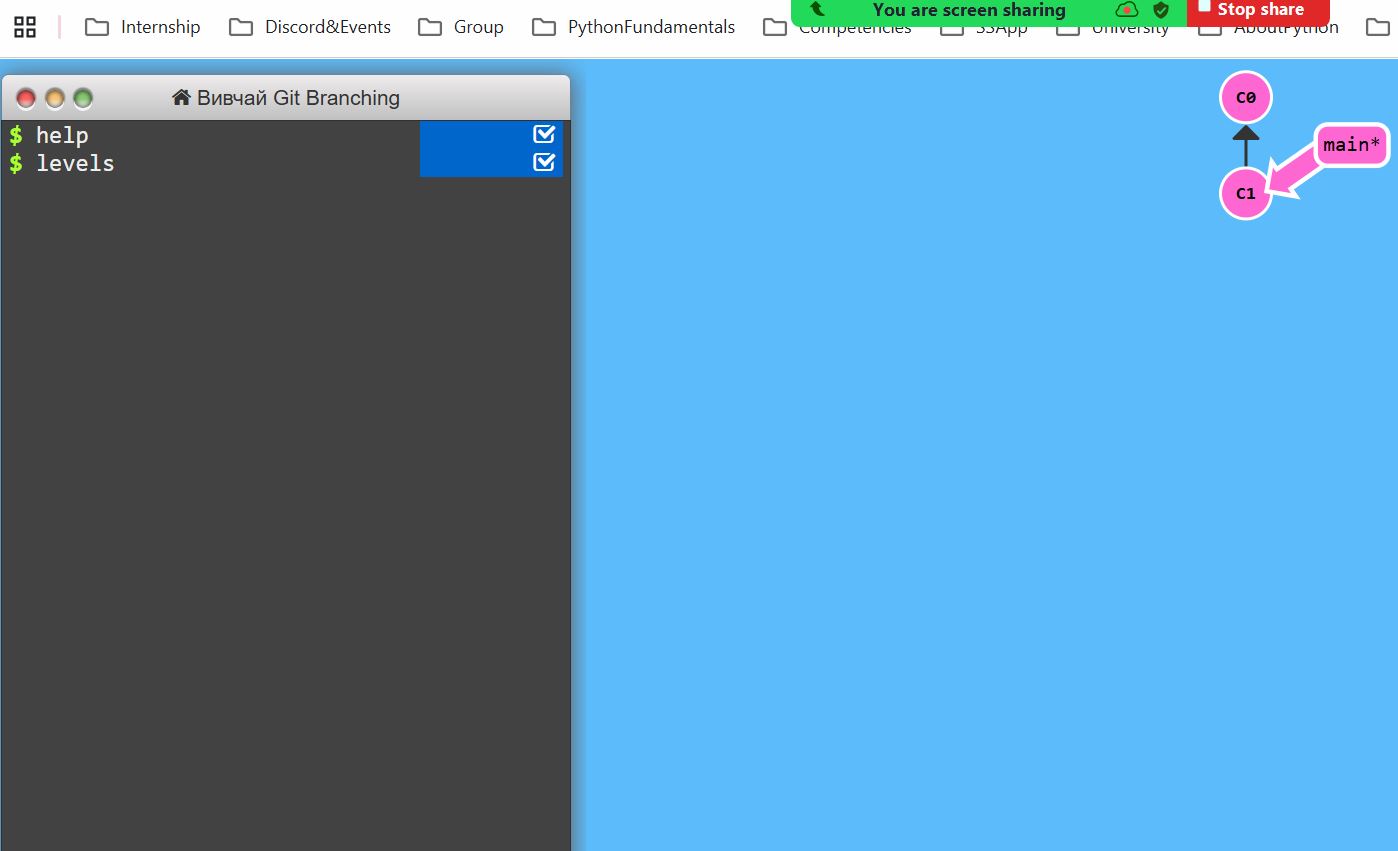 You are screen sharing Stop share
Internship Discord&Events Group PythonFundamentals Competencies SSApp University AboutPython
Вивчай Git Branching
$ help
$ levels
C0
main*
C1